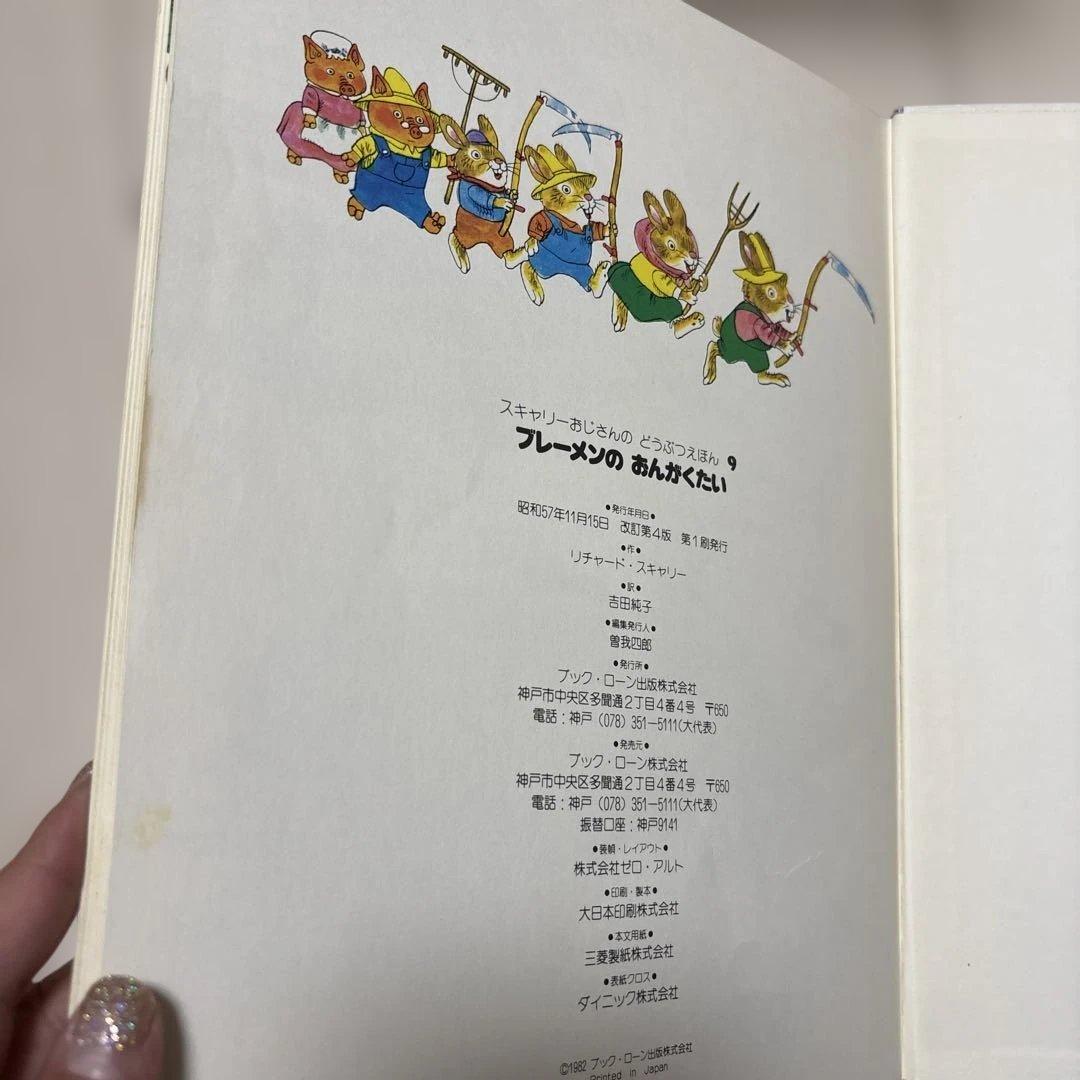 スキャリーおじさんの どうぶつえほん 9
ブレーメンの おんがくたい
●発行年月日●
昭和57年11月15日 改訂第4版 第1刷発行
●作●
リチャード・スキャリー
●訳●
吉田純子
●編集発行人●
曽我四郎
●発行所●
ブック・ローン出版株式会社
神戸市中央区多聞通2丁目4番4号 〒650
電話：神戸（078）351-5111(大代表)
●発売元●
ブック・ローン株式会社
神戸市中央区多聞通2丁目4番4号 〒650
電話：神戸（078）351-5111(大代表)
振替口座：神戸9141
●装幀・レイアウト●
株式会社ゼロ・アルト
●印刷・製本●
大日本印刷株式会社
●本文用紙●
三菱製紙株式会社
●表紙クロス●
ダイニック株式会社
©1982 ブック・ローン出版株式会社
Printed in Japan